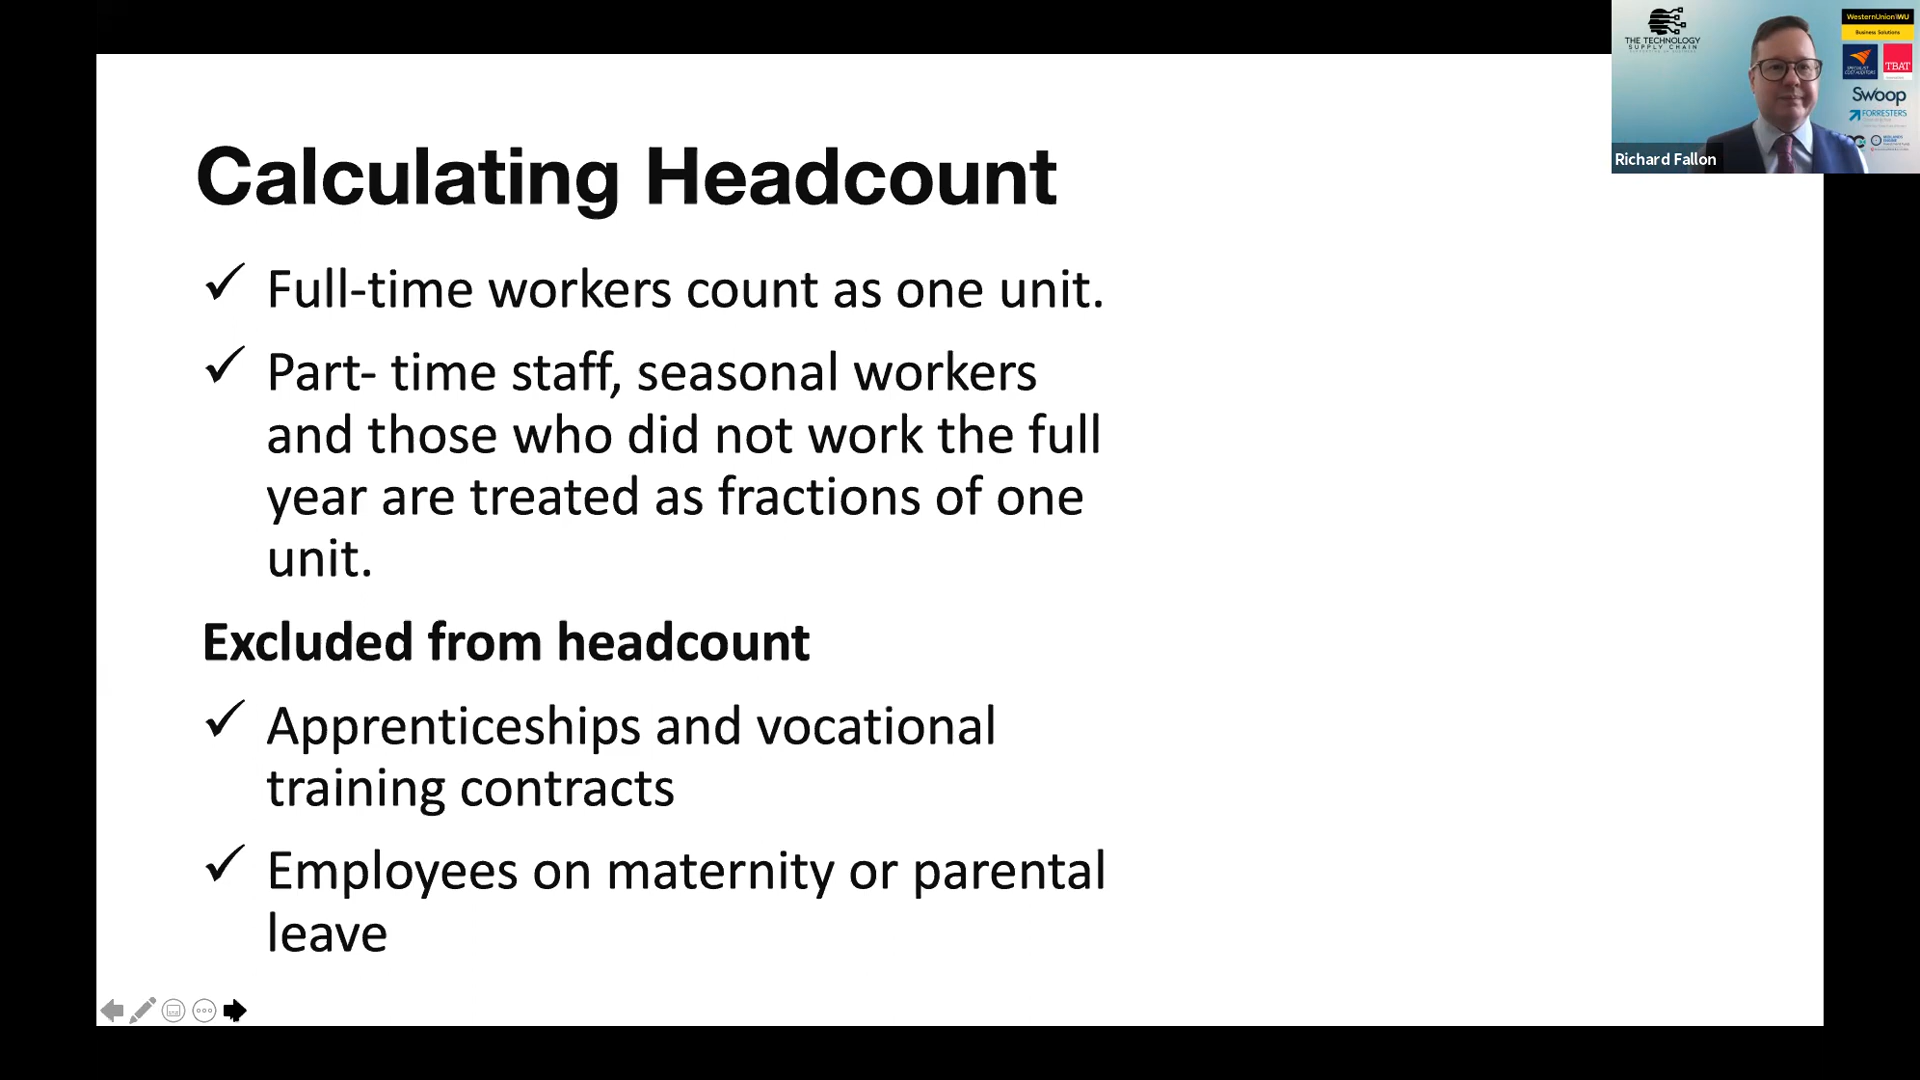 Calculating Headcount
Full-time workers count as one unit.
Part- time staff, seasonal workers
and those who did not work the full
year are treated as fractions of one
unit.
Excluded from headcount
Apprenticeships and vocational
training contracts
Employees on maternity or parental
leave
THE TECHNOLOGY
SUPPLY CHAIN
WesternUnion WU
Business Solutions
SPECIALIST
COST AUDITORS
TBAT
Swoop
FORRESTERS
Richard Fallon